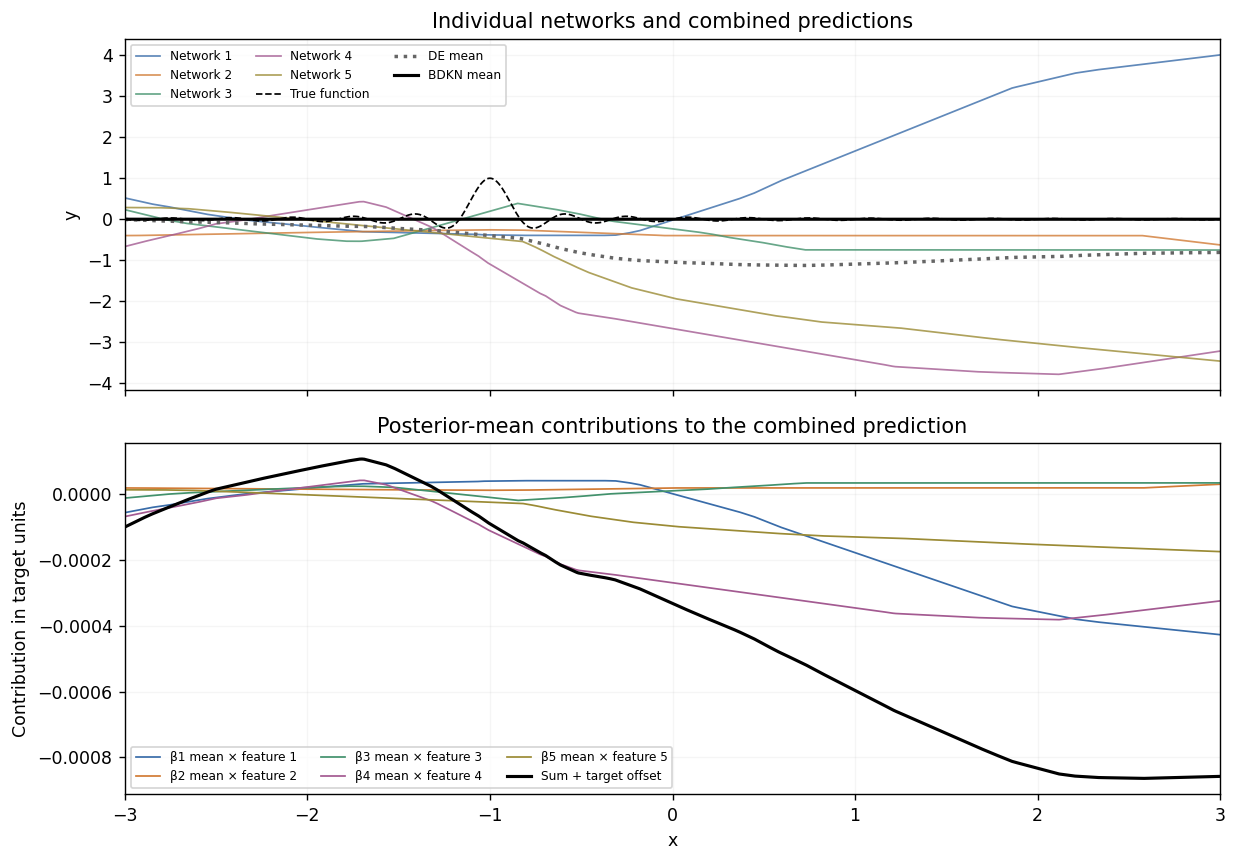 Individual networks and combined predictions
Network 1 Network 4 DE mean
Network 2 Network 5 BDKN mean
Network 3 True function
4
3
2
1
0
−1
−2
−3
−4
y
Posterior-mean contributions to the combined prediction
0.0000
−0.0002
−0.0004
−0.0006
−0.0008
Contribution in target units
β1 mean × feature 1 β3 mean × feature 3 β5 mean × feature 5
β2 mean × feature 2 β4 mean × feature 4 Sum + target offset
−3 −2 −1 0 1 2 3
x